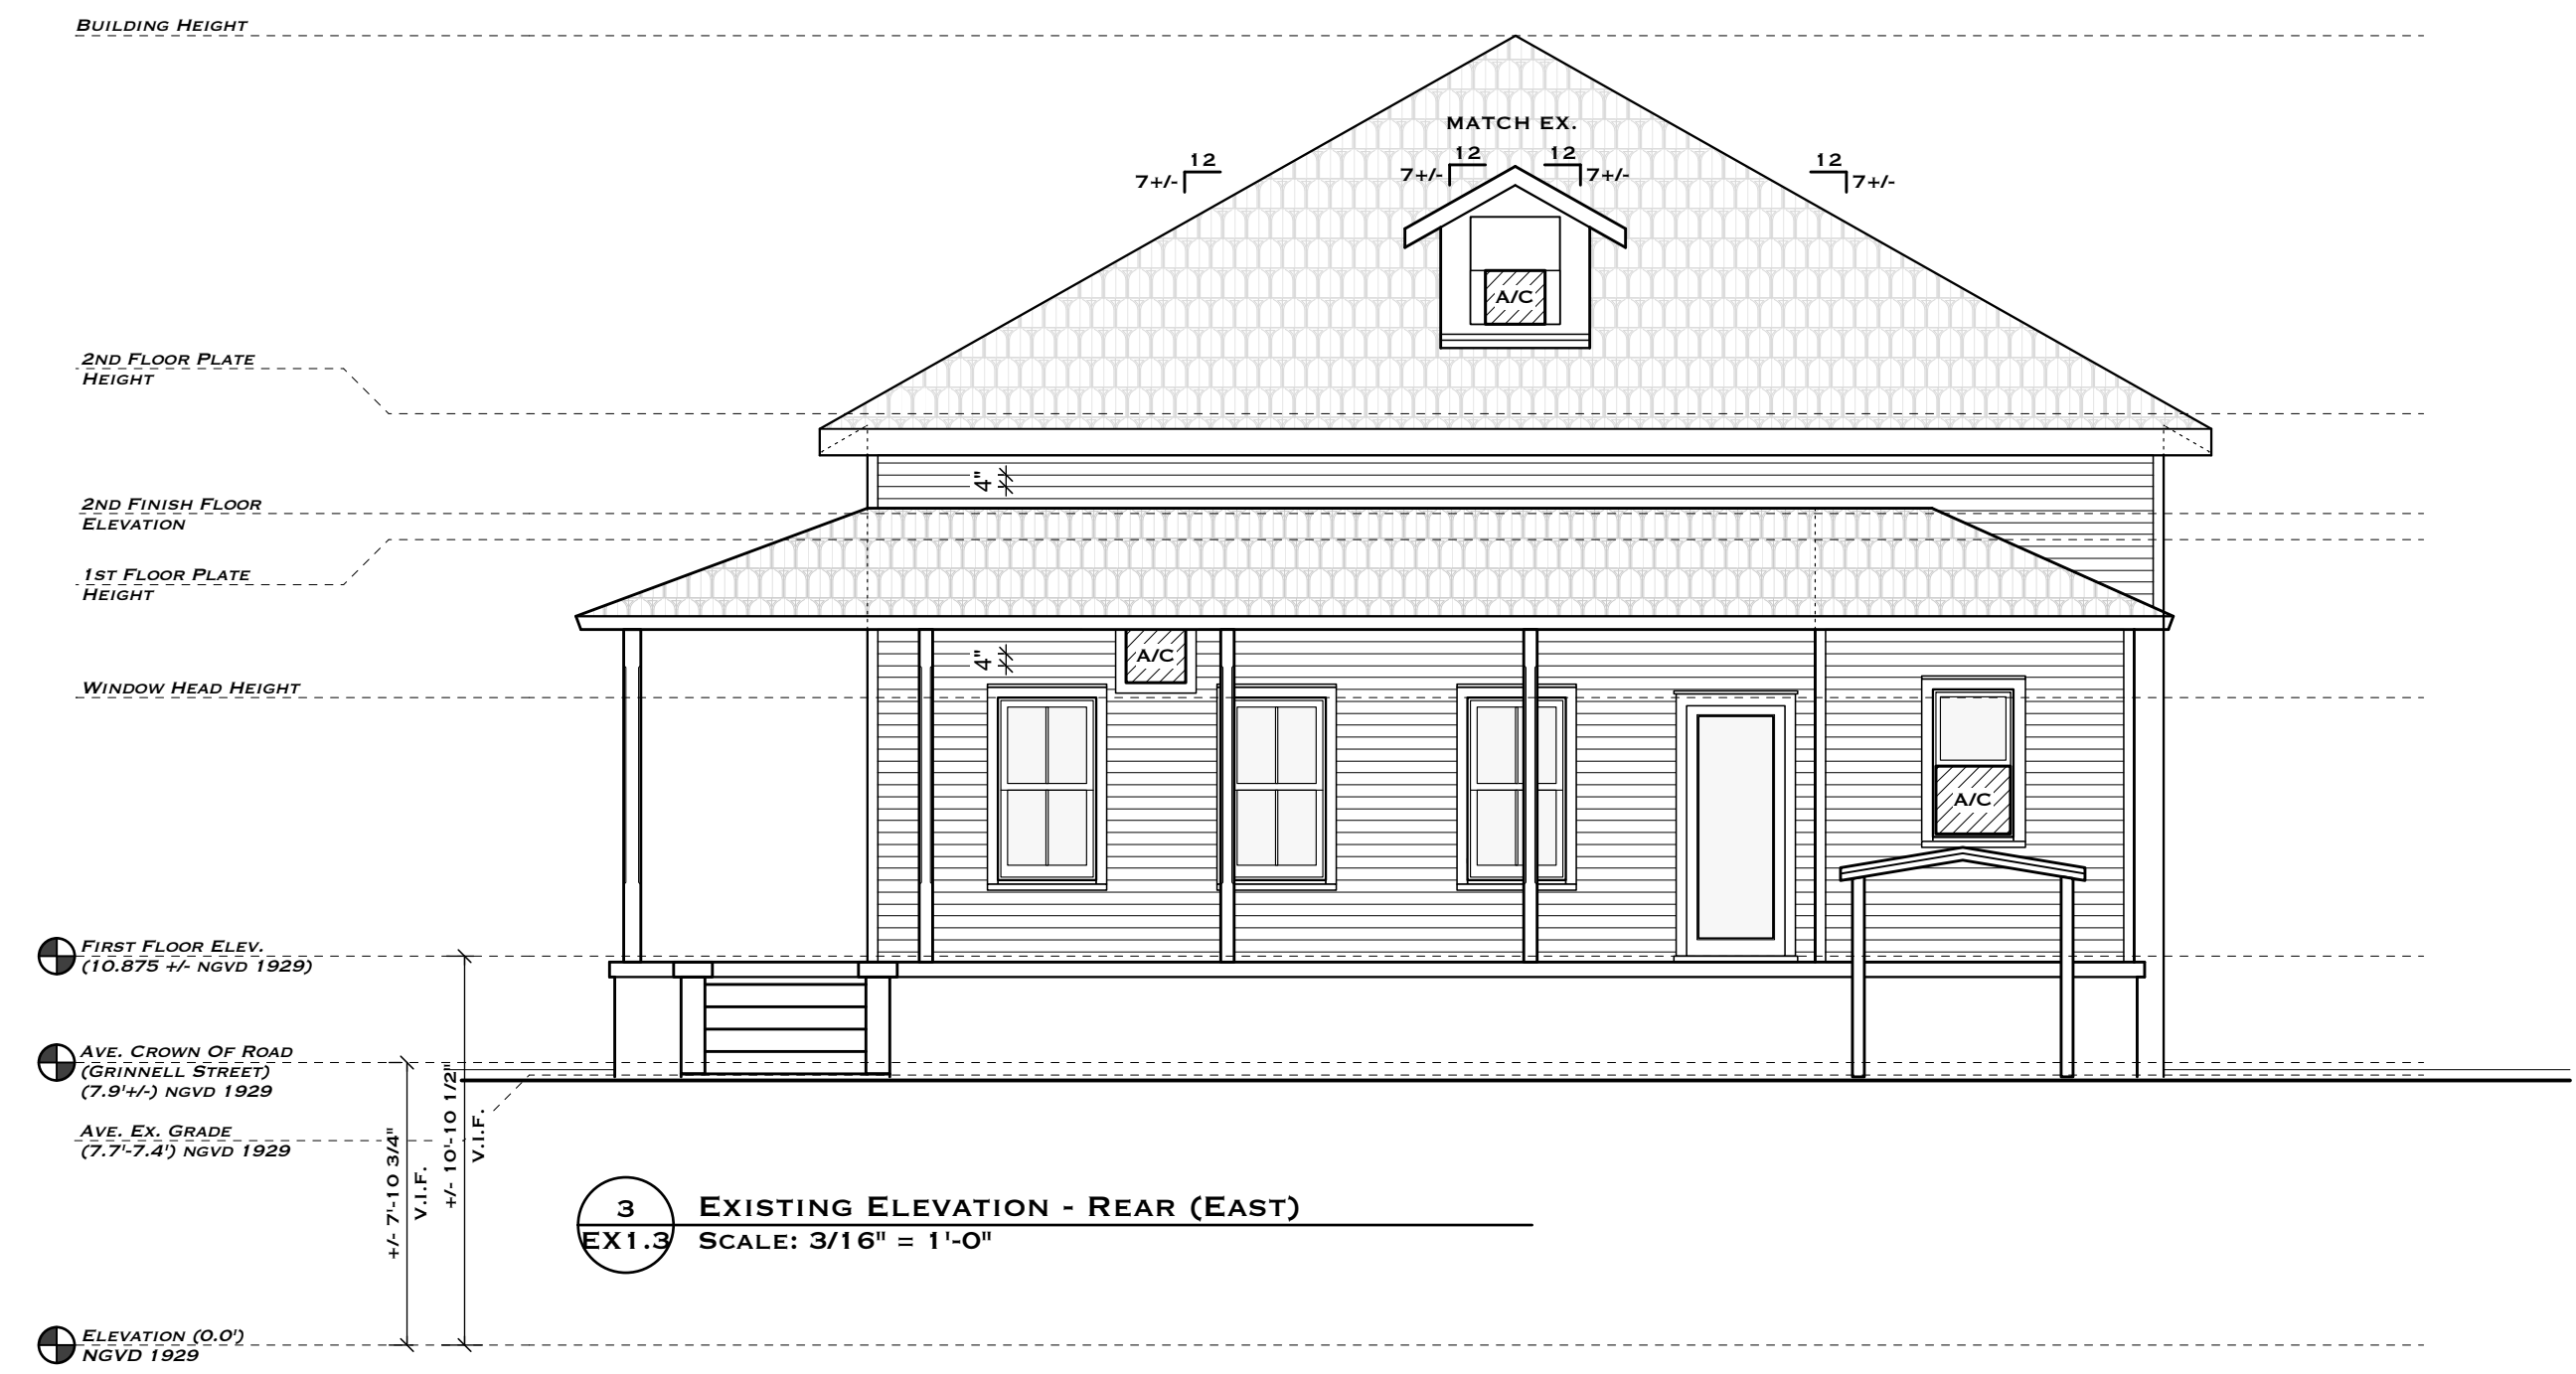 BUILDING HEIGHT
MATCH EX.
12
7+/-
12
7+/-
12
7+/-
12
7+/-
A/C
2ND FLOOR PLATE
HEIGHT
4"
2ND FINISH FLOOR
ELEVATION
1ST FLOOR PLATE
HEIGHT
4"
A/C
WINDOW HEAD HEIGHT
A/C
FIRST FLOOR ELEV.
(10.875 +/- NGVD 1929)
AVE. CROWN OF ROAD
(GRINNELL STREET)
(7.9'+/-) NGVD 1929
AVE. EX. GRADE
(7.7'-7.4') NGVD 1929
+/- 7'-10 3/4"
V.I.F.
+/- 10'-10 1/2"
V.I.F.
3
EXISTING ELEVATION - REAR (EAST)
EX1.3
SCALE: 3/16" = 1'-0"
ELEVATION (0.0')
NGVD 1929